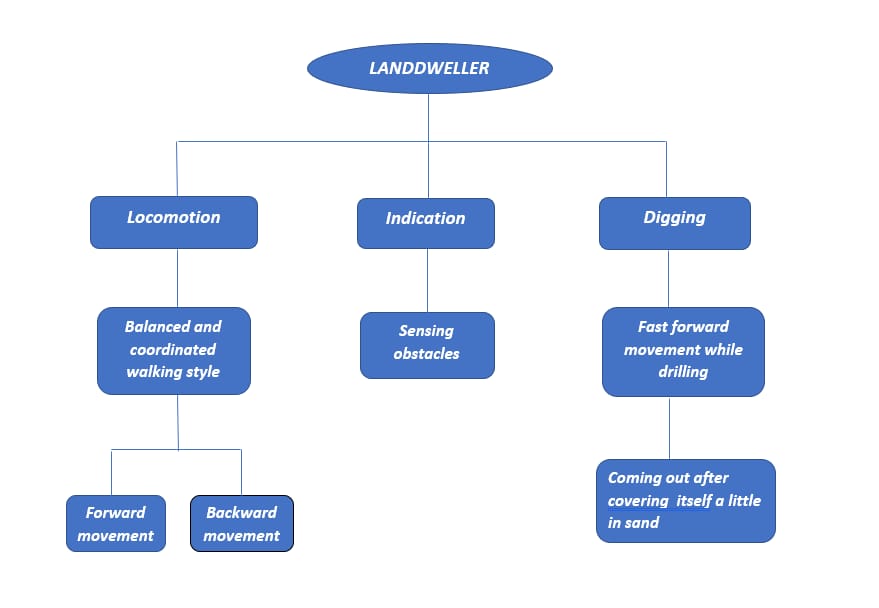 LANDDWELLER
Locomotion
Indication
Digging
Balanced and
coordinated
walking style
Sensing
obstacles
Fast forward
movement while
drilling
Forward
movement
Backward
movement
Coming out after
covering  itself a little
in sand